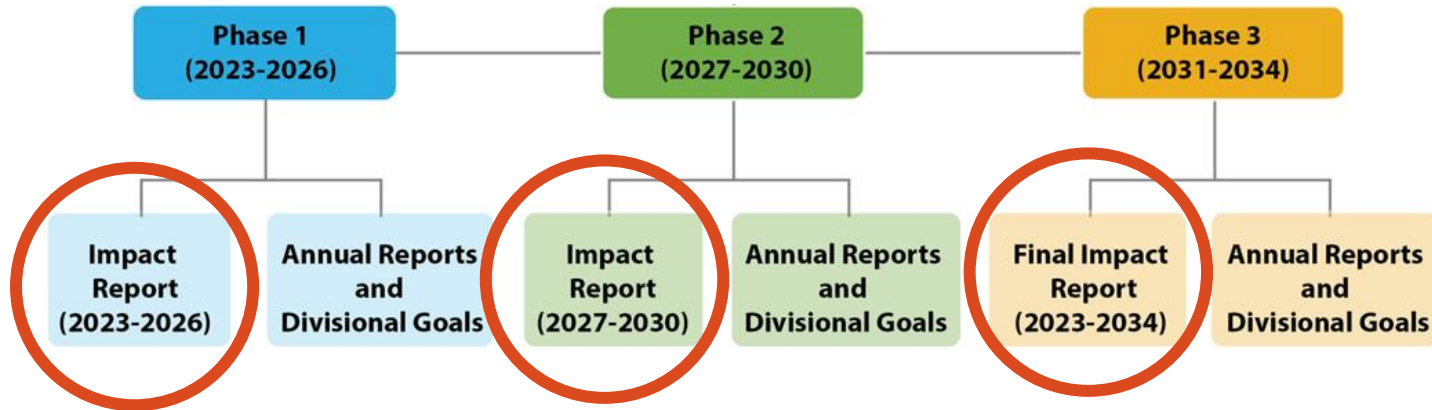 Phase 1
(2023-2026)
Phase 2
(2027-2030)
Phase 3
(2031-2034)
Impact
Report
(2023-2026)
Annual Reports
and
Divisional Goals
Impact
Report
(2027-2030)
Annual Reports
and
Divisional Goals
Final Impact
Report
(2023-2034)
Annual Reports
and
Divisional Goals